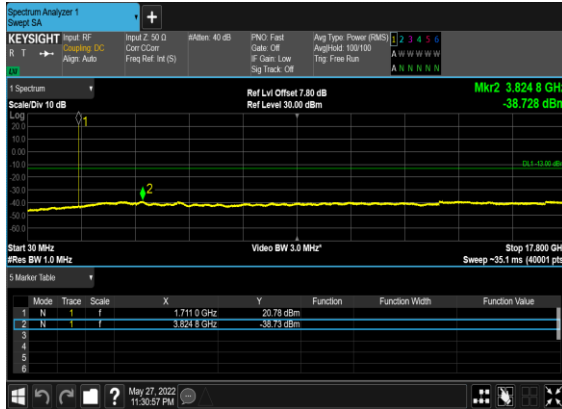 Spectrum Analyzer 1
Swept SA
+
KEYSIGHT Input: RF Input Z: 50 Ω #Atten: 40 dB PNO: Fast Avg Type: Power (RMS) 1 2 3 4 5 6
R T Coupling: DC Corr CCorr Gate: Off Avg|Hold: 100/100 A W W W W W
Align: Auto Freq Ref: Int (S) IF Gain: Low Trig: Free Run
Sig Track: Off A N N N N N
LU
1 Spectrum Ref Lvl Offset 7.80 dB Mkr2 3.824 8 GHz
Scale/Div 10 dB Ref Level 30.00 dBm -38.728 dBm
Log
20.0
10.0
0.00
-10.0
-20.0
-30.0
-40.0
-50.0
-60.0
1
2
DL1 -13.00 dBm
Start 30 MHz Video BW 3.0 MHz* Stop 17.800 GHz
#Res BW 1.0 MHz Sweep ~35.1 ms (40001 pts)
5 Marker Table
Mode Trace Scale X Y Function Function Width Function Value
1 N 1 f 1.711 0 GHz 20.78 dBm
2 N 1 f 3.824 8 GHz -38.73 dBm
3
4
5
6
? May 27, 2022
11:30:57 PM